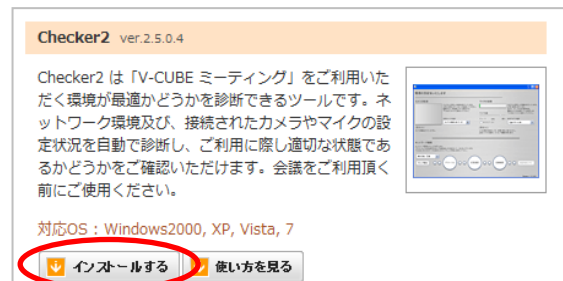 Checker2 ver.2.5.0.4
Checker2 は「V-CUBE ミーティング」をご利用いた
だく環境が最適かどうかを診断できるツールです。ネ
ットワーク環境及び、接続されたカメラやマイクの設
定状況を自動で診断し、ご利用に際し適切な状態であ
るかどうかをご確認いただけます。会議をご利用頂く
前にご使用ください。
対応OS：Windows2000, XP, Vista, 7
インストールする 使い方を見る